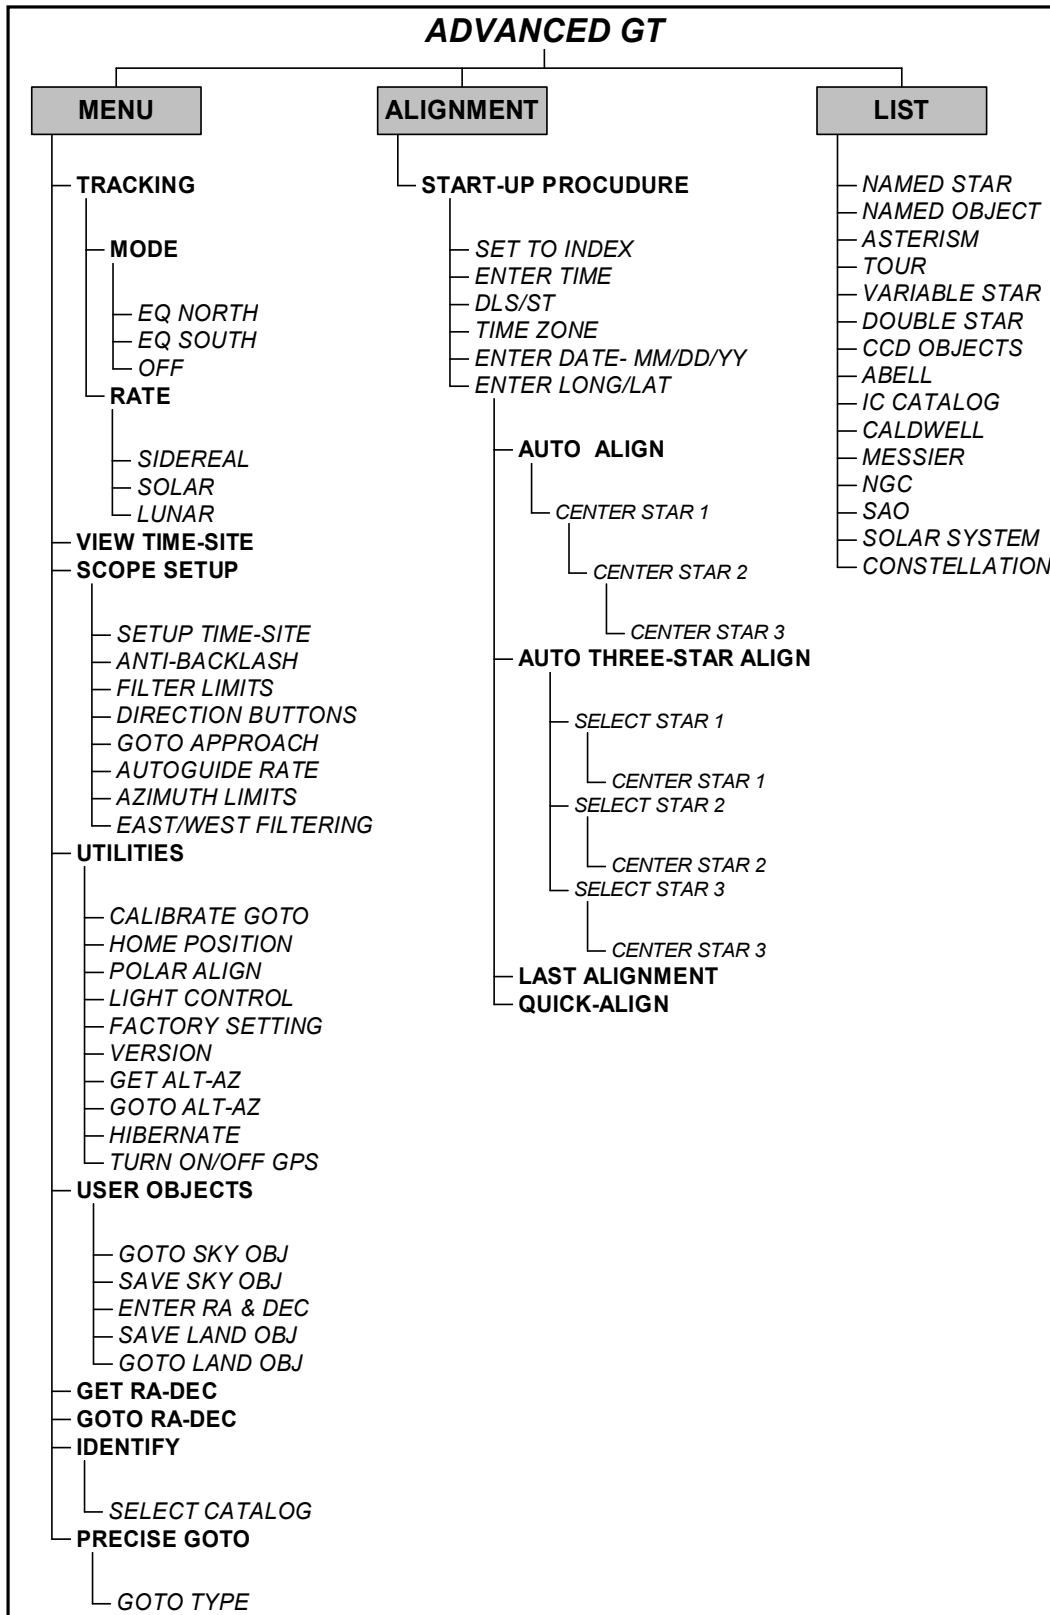 ADVANCED GT
MENU
TRACKING
MODE
EQ NORTH
EQ SOUTH
OFF
RATE
SIDEREAL
SOLAR
LUNAR
VIEW TIME-SITE
SCOPE SETUP
SETUP TIME-SITE
ANTI-BACKLASH
FILTER LIMITS
DIRECTION BUTTONS
GOTO APPROACH
AUTOGUIDE RATE
AZIMUTH LIMITS
EAST/WEST FILTERING
UTILITIES
CALIBRATE GOTO
HOME POSITION
POLAR ALIGN
LIGHT CONTROL
FACTORY SETTING
VERSION
GET ALT-AZ
GOTO ALT-AZ
HIBERNATE
TURN ON/OFF GPS
USER OBJECTS
GOTO SKY OBJ
SAVE SKY OBJ
ENTER RA & DEC
SAVE LAND OBJ
GOTO LAND OBJ
GET RA-DEC
GOTO RA-DEC
IDENTIFY
SELECT CATALOG
PRECISE GOTO
GOTO TYPE
ALIGNMENT
START-UP PROCUDURE
SET TO INDEX
ENTER TIME
DLS/ST
TIME ZONE
ENTER DATE- MM/DD/YY
ENTER LONG/LAT
AUTO ALIGN
CENTER STAR 1
CENTER STAR 2
CENTER STAR 3
AUTO THREE-STAR ALIGN
SELECT STAR 1
CENTER STAR 1
SELECT STAR 2
CENTER STAR 2
SELECT STAR 3
CENTER STAR 3
LAST ALIGNMENT
QUICK-ALIGN
LIST
NAMED STAR
NAMED OBJECT
ASTERISM
TOUR
VARIABLE STAR
DOUBLE STAR
CCD OBJECTS
ABELL
IC CATALOG
CALDWELL
MESSIER
NGC
SAO
SOLAR SYSTEM
CONSTELLATION